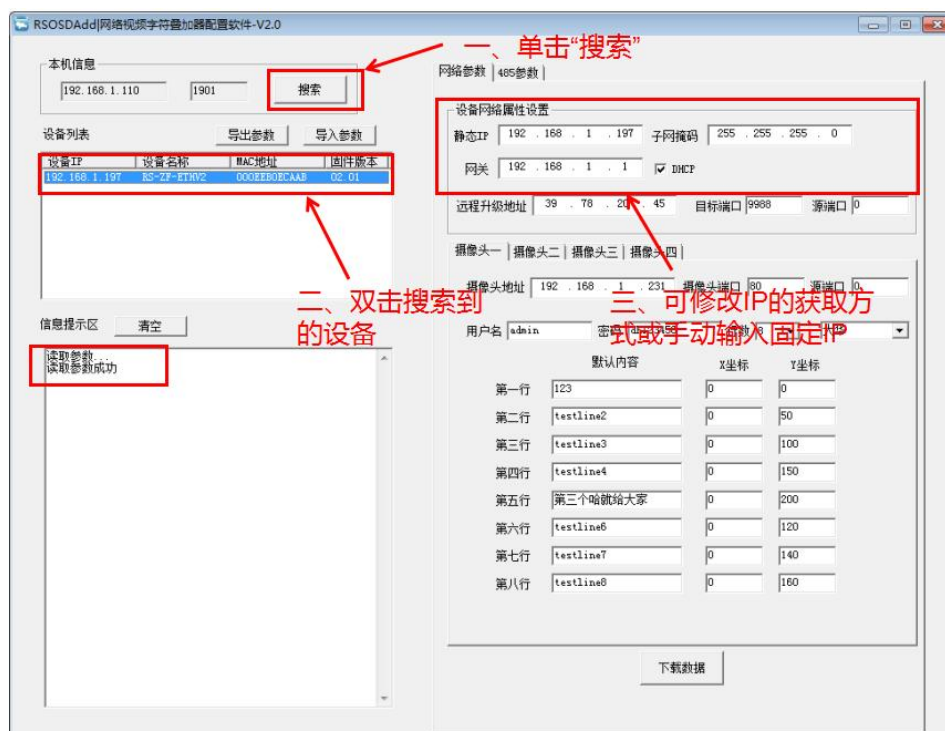 RSOSDAdd|网络视频字符叠加器配置软件-V2.0
一、单击“搜索”
本机信息
192.168.1.110 1901 搜索
网络参数 485参数
设备网络属性设置
静态IP 192 . 168 . 1 . 197 子网掩码 255 . 255 . 255 . 0
网关 192 . 168 . 1 . 1 DHCP
远程升级地址 39 . 78 . 20 . 45 目标端口 9988 源端口 0
设备列表 导出参数 导入参数
设备IP 设备名称 MAC地址 固件版本
192.168.1.197 RS-ZF-ETHV2 000EEB0ECAAB 02.01
二、双击搜索到
的设备
摄像头一 摄像头二 摄像头三 摄像头四
摄像头地址 192 . 168 . 1 . 231 摄像头端口 80 源端口 0
三、可修改IP的获取方
式或手动输入固定IP
用户名 admin 密码
信息提示区 清空
读取参数...
读取参数成功
默认内容 X坐标 Y坐标
第一行 123 0 0
第二行 testline2 0 50
第三行 testline3 0 100
第四行 testline4 0 150
第五行 第三个哈就给大家 0 200
第六行 testline6 0 120
第七行 testline7 0 140
第八行 testline8 0 160
下载数据